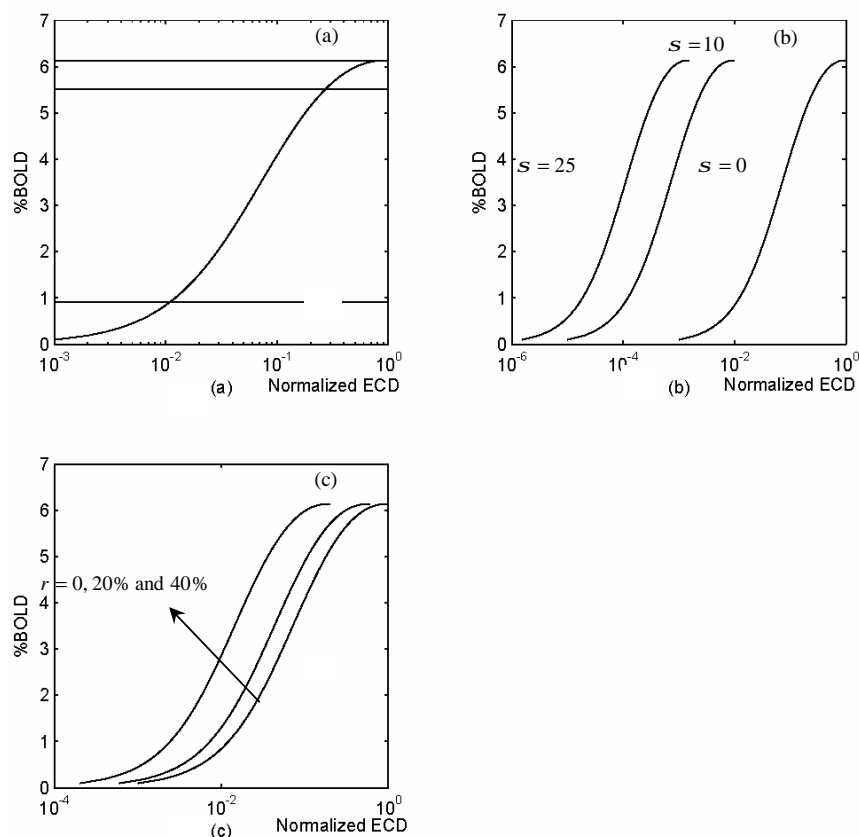 7
6
5
4
3
2
1
0
%BOLD
(a)
10^-3
10^-2
10^-1
10^0
(a)
Normalized ECD
7
6
5
4
3
2
1
0
%BOLD
s = 10
(b)
s = 25
s = 0
10^-6
10^-4
10^-2
10^0
(b)
Normalized ECD
7
6
5
4
3
2
1
0
%BOLD
(c)
r = 0, 20% and 40%
10^-4
10^-2
10^0
(c)
Normalized ECD